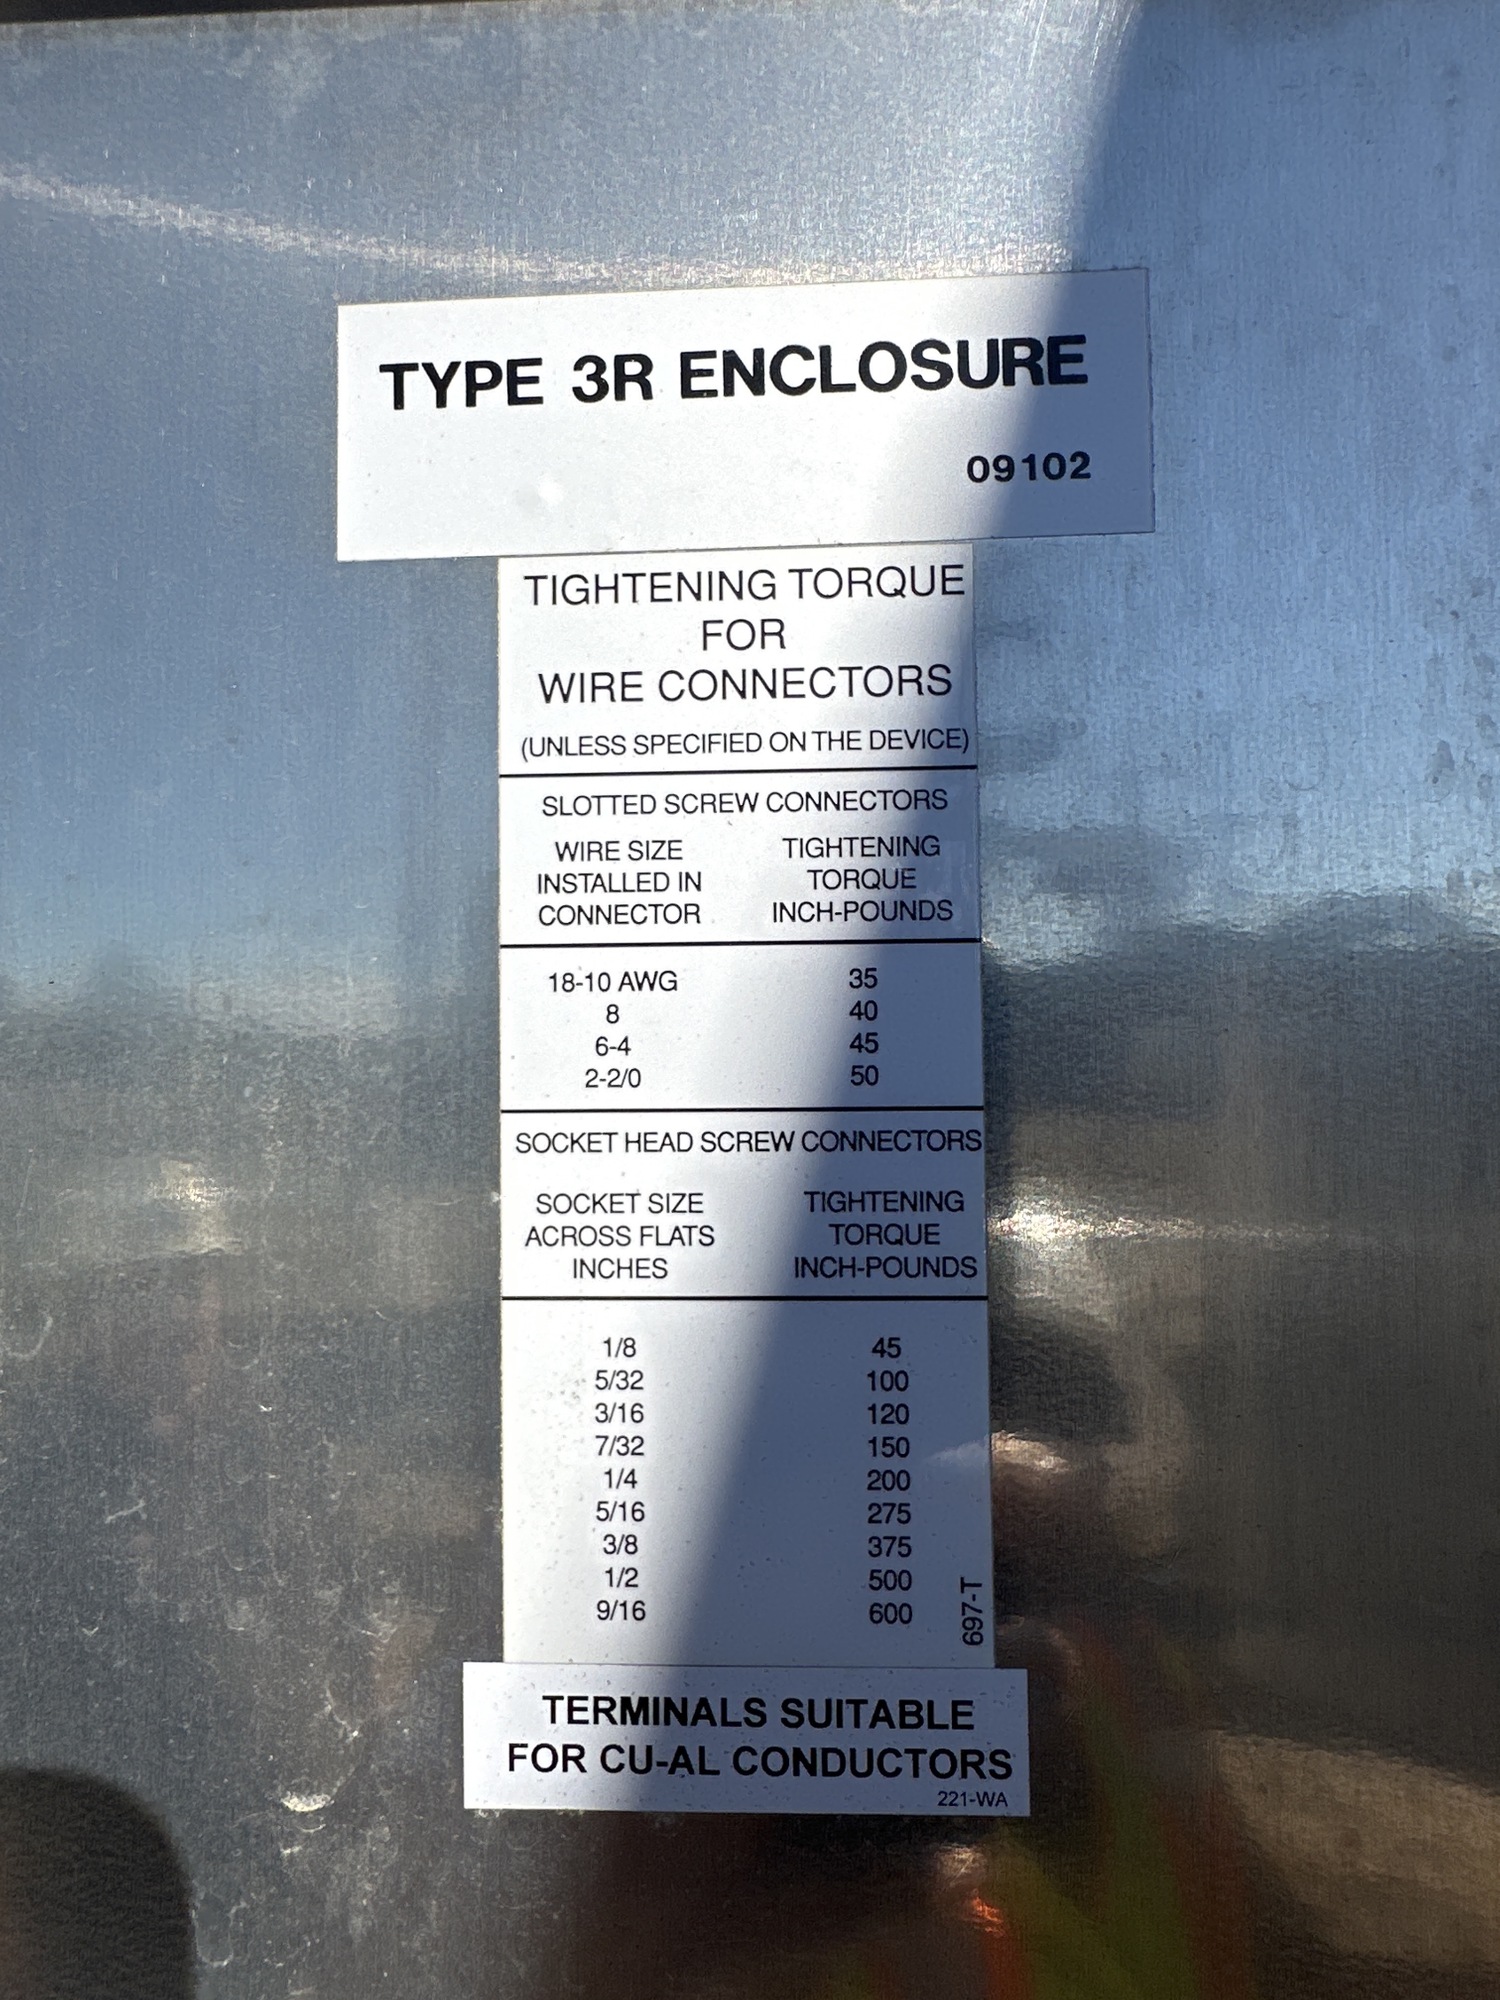 TYPE 3R ENCLOSURE
09102
TIGHTENING TORQUE
FOR
WIRE CONNECTORS
(UNLESS SPECIFIED ON THE DEVICE)
SLOTTED SCREW CONNECTORS
WIRE SIZE TIGHTENING
INSTALLED IN TORQUE
CONNECTOR INCH-POUNDS
18-10 AWG 35
8 40
6-4 45
2-2/0 50
SOCKET HEAD SCREW CONNECTORS
SOCKET SIZE TIGHTENING
ACROSS FLATS TORQUE
INCHES INCH-POUNDS
1/8 45
5/32 100
3/16 120
7/32 150
1/4 200
5/16 275
3/8 375
1/2 500
9/16 600
697-T
TERMINALS SUITABLE
FOR CU-AL CONDUCTORS
221-WA